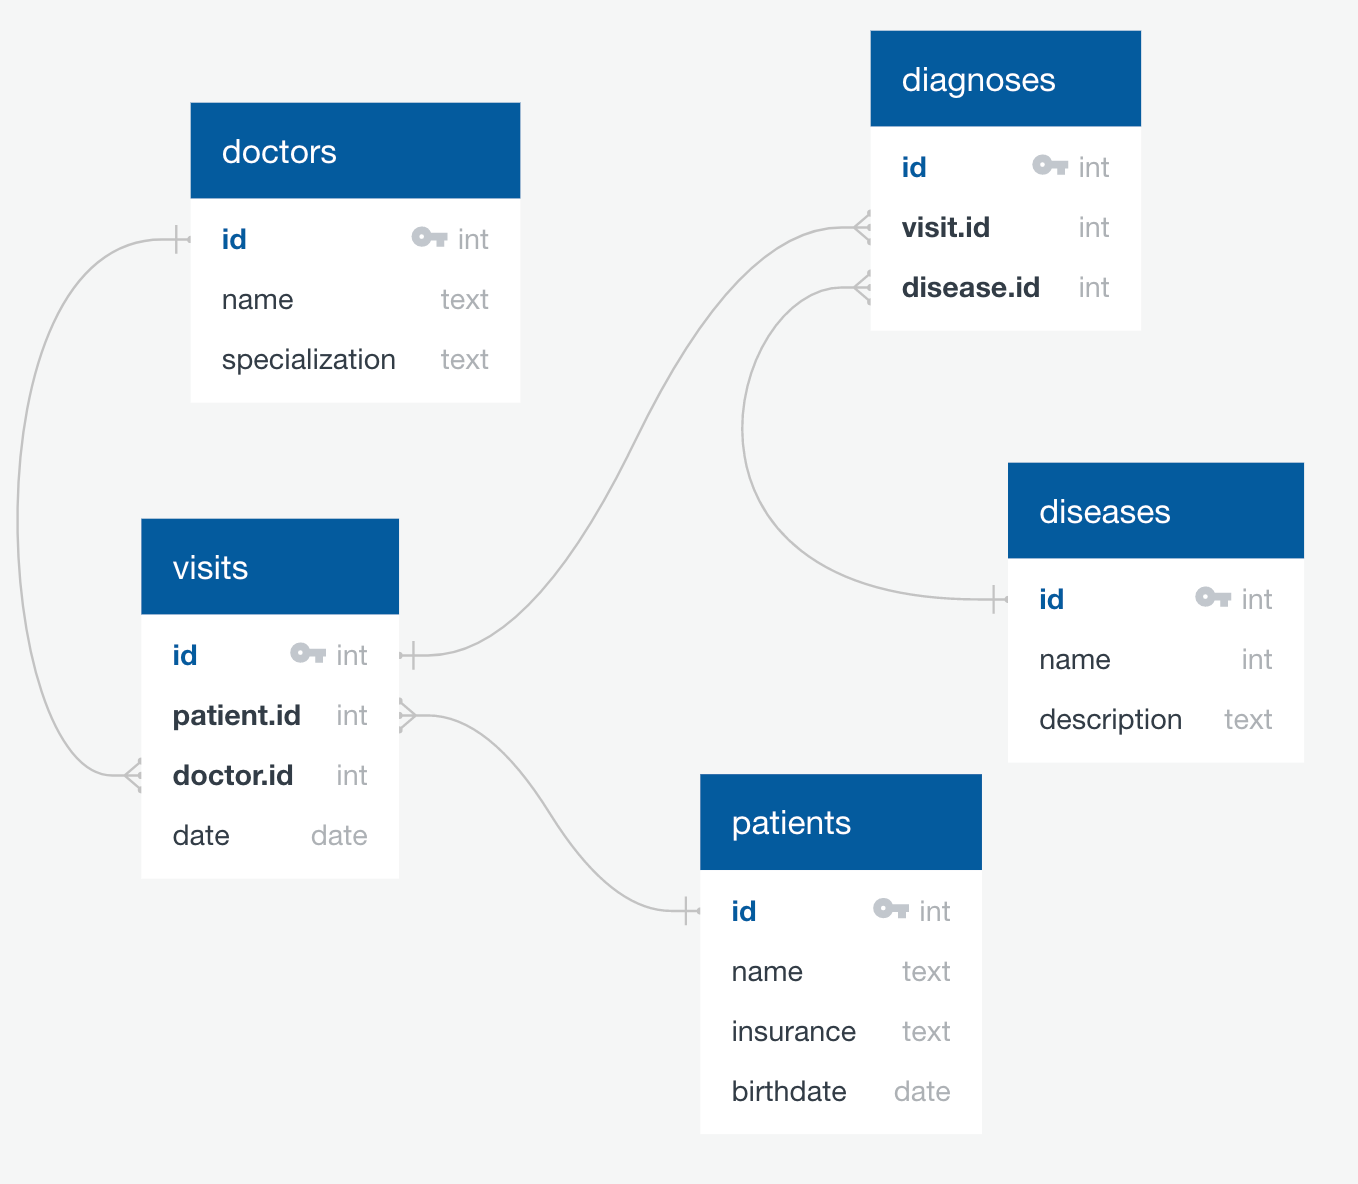 doctors
id int
name text
specialization text
diagnoses
id int
visit.id int
disease.id int
visits
id int
patient.id int
doctor.id int
date date
diseases
id int
name int
description text
patients
id int
name text
insurance text
birthdate date